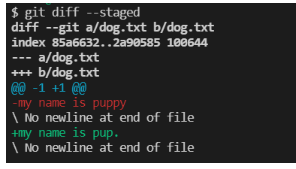 $ git diff --staged
diff --git a/dog.txt b/dog.txt
index 85a6632..2a90585 100644
--- a/dog.txt
+++ b/dog.txt
@@ -1 +1 @@
-my name is puppy
\ No newline at end of file
+my name is pup.
\ No newline at end of file